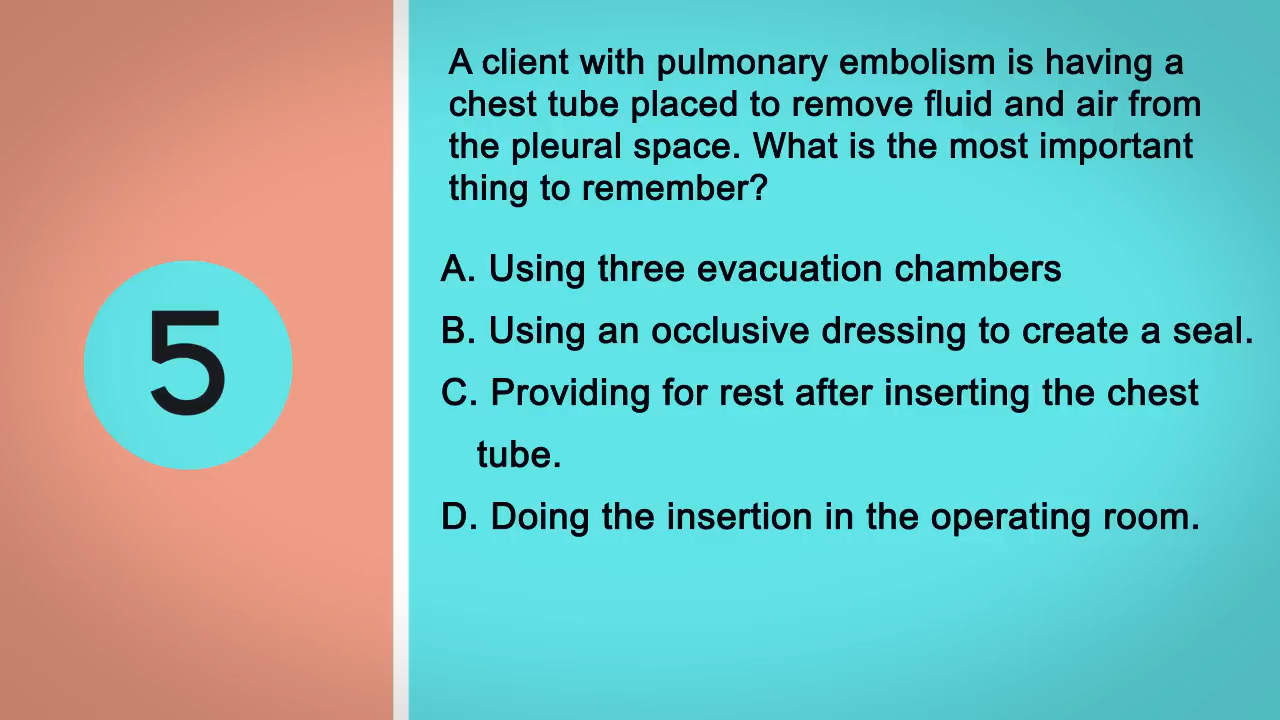 5
A client with pulmonary embolism is having a
chest tube placed to remove fluid and air from
the pleural space. What is the most important
thing to remember?
A. Using three evacuation chambers
B. Using an occlusive dressing to create a seal.
C. Providing for rest after inserting the chest
tube.
D. Doing the insertion in the operating room.